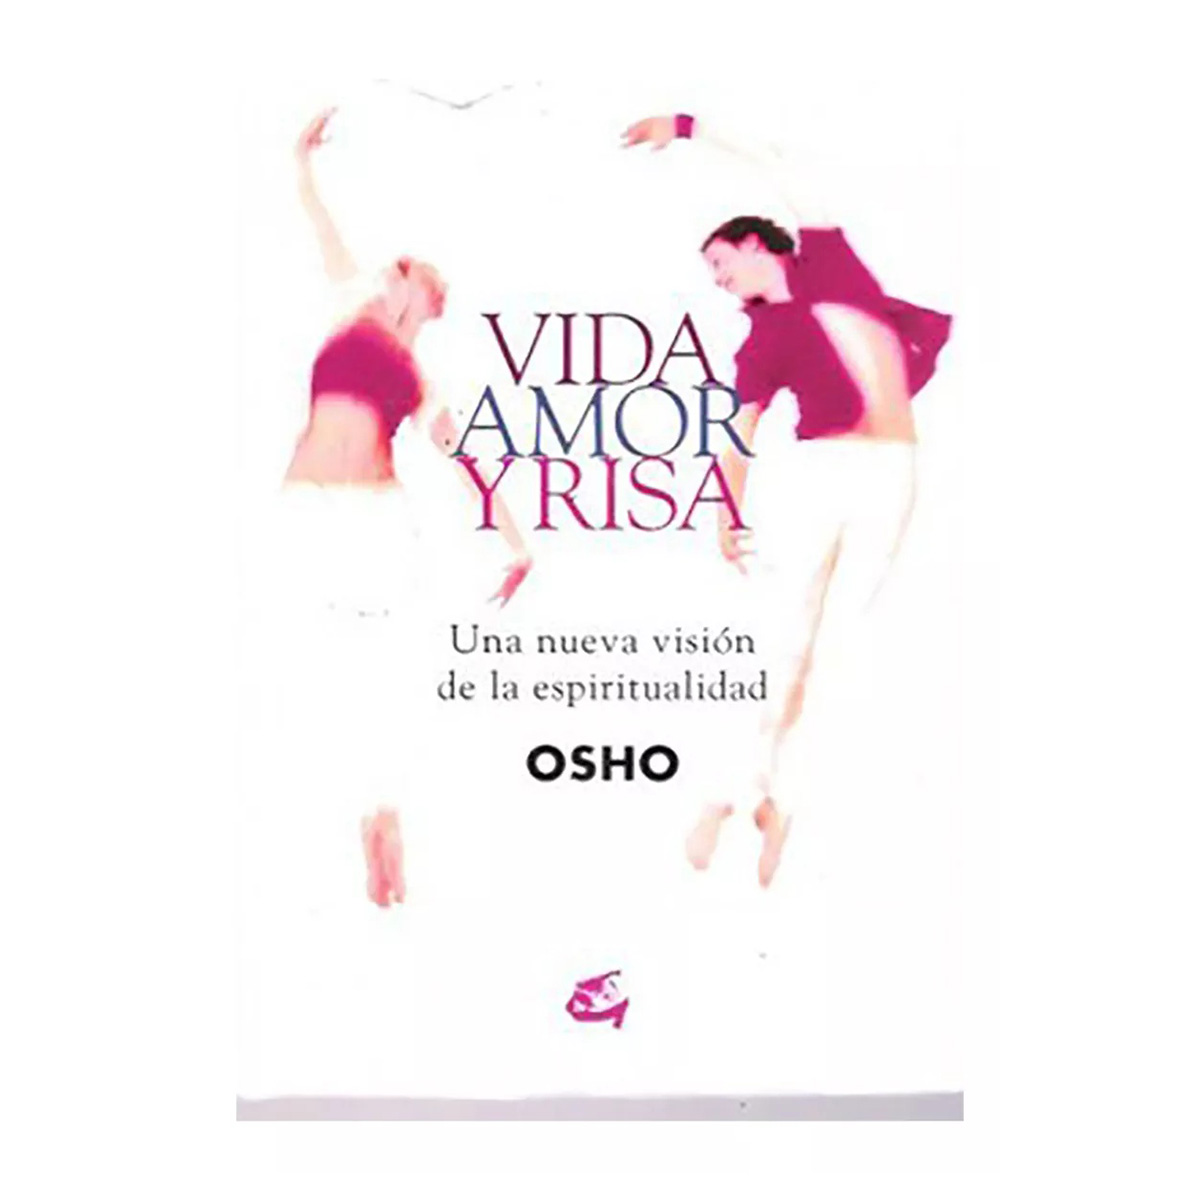 VIDA
AMOR
Y RISA
Una nueva visión
de la espiritualidad
OSHO